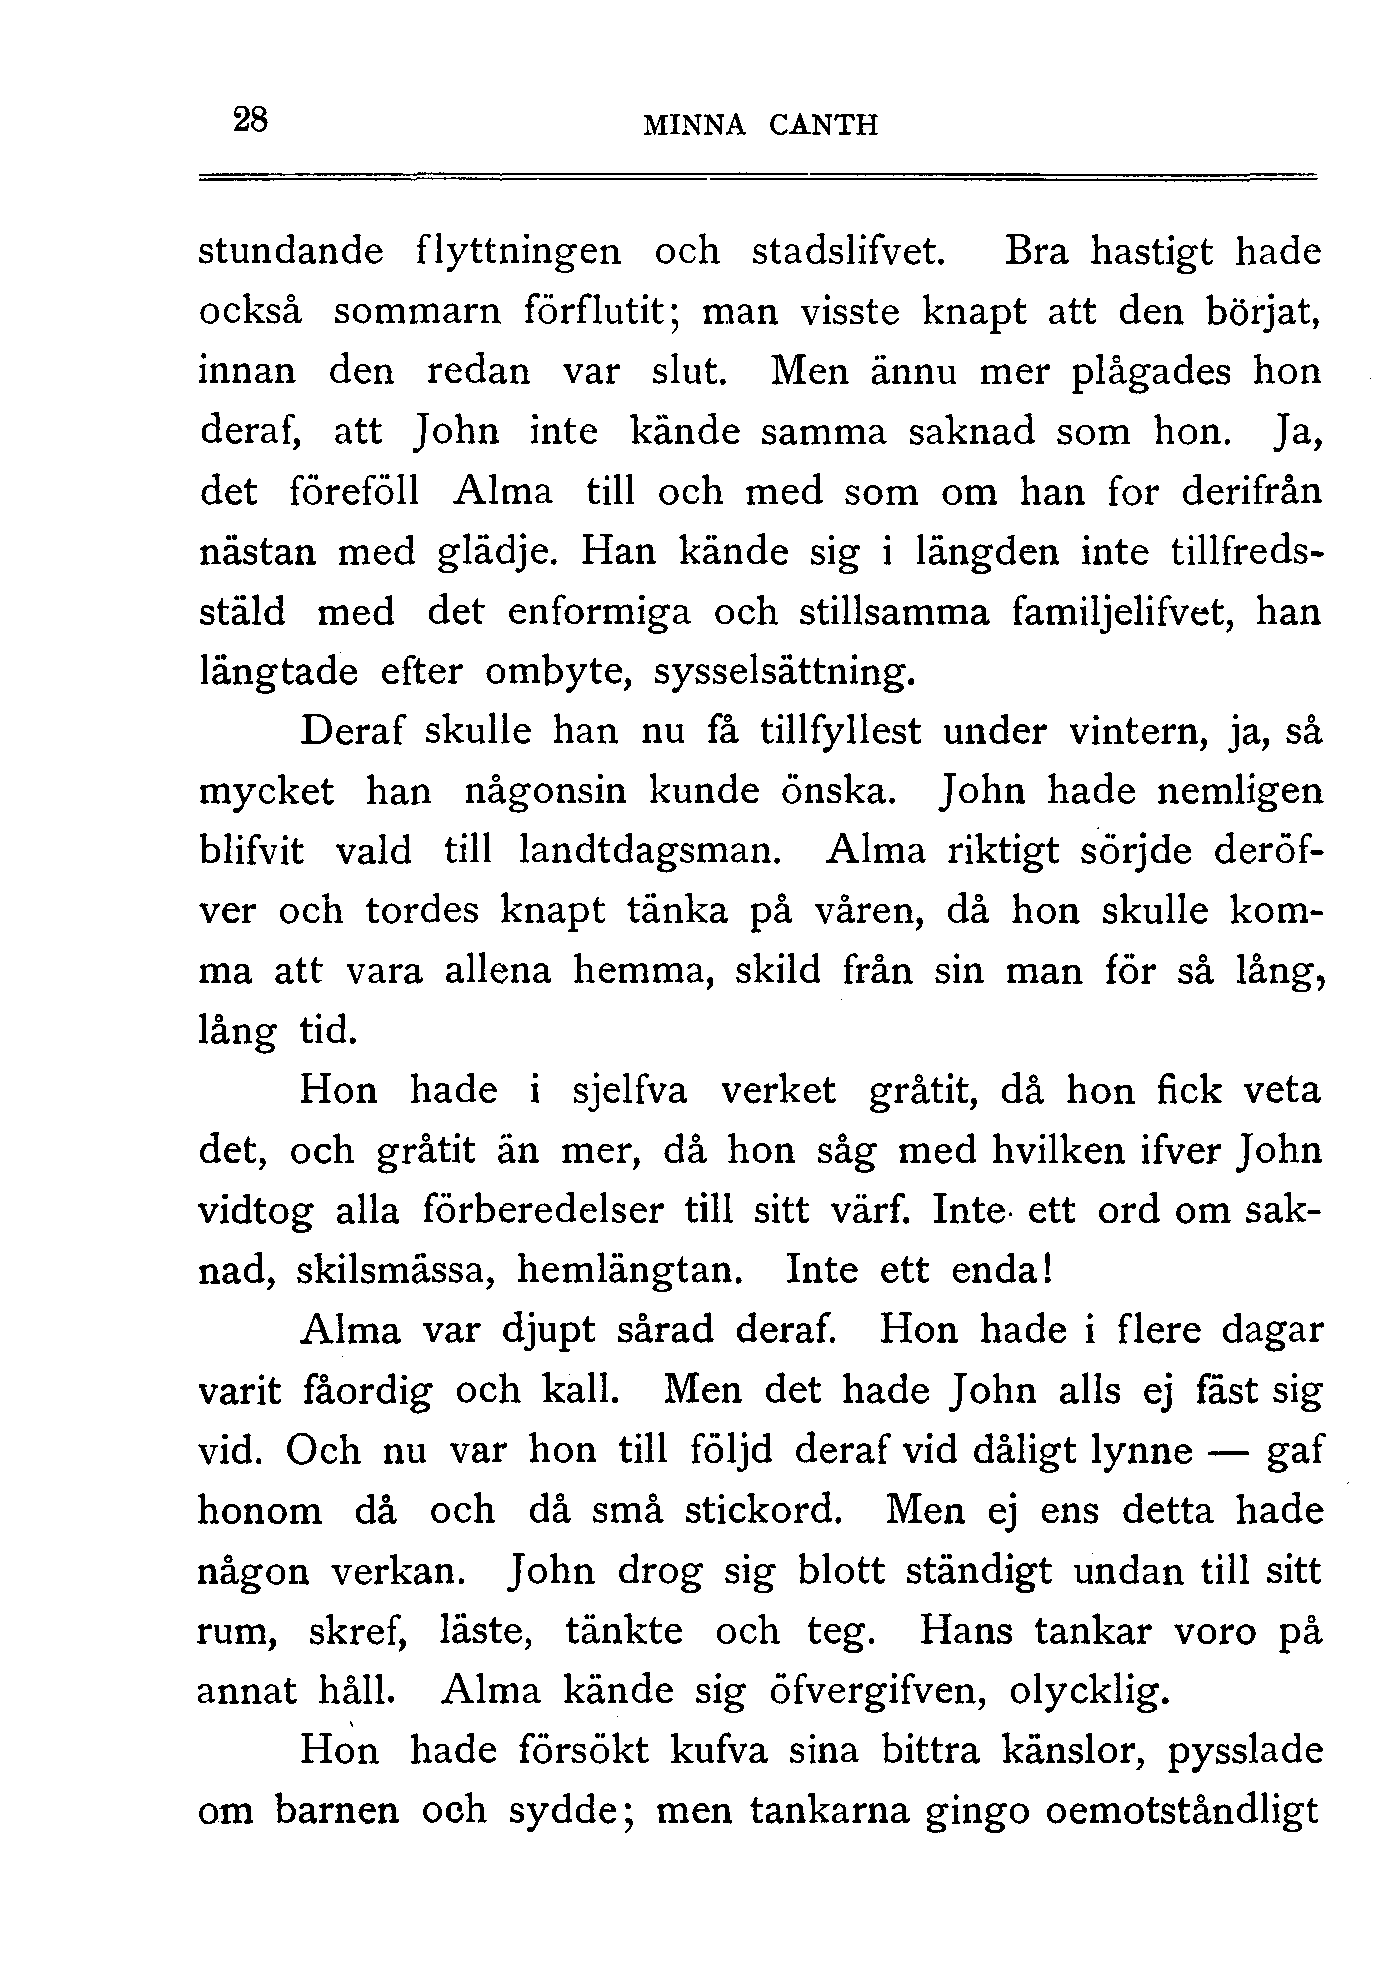 28
MINNA CANTH
stundande flyttningen och stadslifvet. Bra hastigt hade
också sommarn förflutit; man visste knapt att den börjat,
innan den redan var slut. Men ännu mer plågades hon
deraf, att John inte kände samma saknad som hon. Ja,
det föreföll Alma till och med som om han for derifrån
nästan med glädje. Han kände sig i längden inte tillfreds-
stäld med det enformiga och stillsamma familjelifvet, han
längtade efter ombyte, sysselsättning.
Deraf skulle han nu få tillfyllest under vintern, ja, så
mycket han någonsin kunde önska. John hade nemligen
blifvit vald till landtdagsman. Alma riktigt sörjde deröf-
ver och tordes knapt tänka på våren, då hon skulle kom-
ma att vara allena hemma, skild från sin man för så lång,
lång tid.
Hon hade i sjelfva verket gråtit, då hon fick veta
det, och gråtit än mer, då hon såg med hvilken ifver John
vidtog alla förberedelser till sitt värf. Inte ett ord om sak-
nad, skilsmässa, hemlängtan. Inte ett enda!
Alma var djupt sårad deraf. Hon hade i flere dagar
varit fåordig och kall. Men det hade John alls ej fäst sig
vid. Och nu var hon till följd deraf vid dåligt lynne — gaf
honom då och då små stickord. Men ej ens detta hade
någon verkan. John drog sig blott ständigt undan till sitt
rum, skref, läste, tänkte och teg. Hans tankar voro på
annat håll. Alma kände sig öfvergifven, olycklig.
Hon hade försökt kufva sina bittra känslor, pysslade
om barnen och sydde; men tankarna gingo oemotståndligt